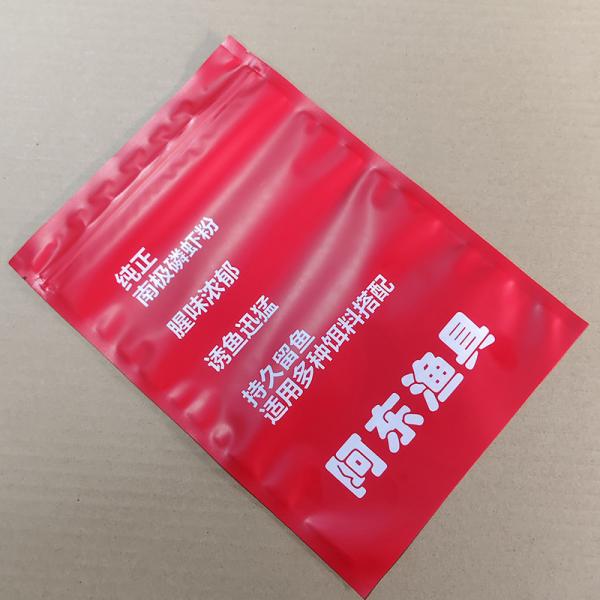 纯正
南极磷虾粉
腥味浓郁
诱鱼迅猛
持久留鱼
适用多种饵料搭配
阿东渔具